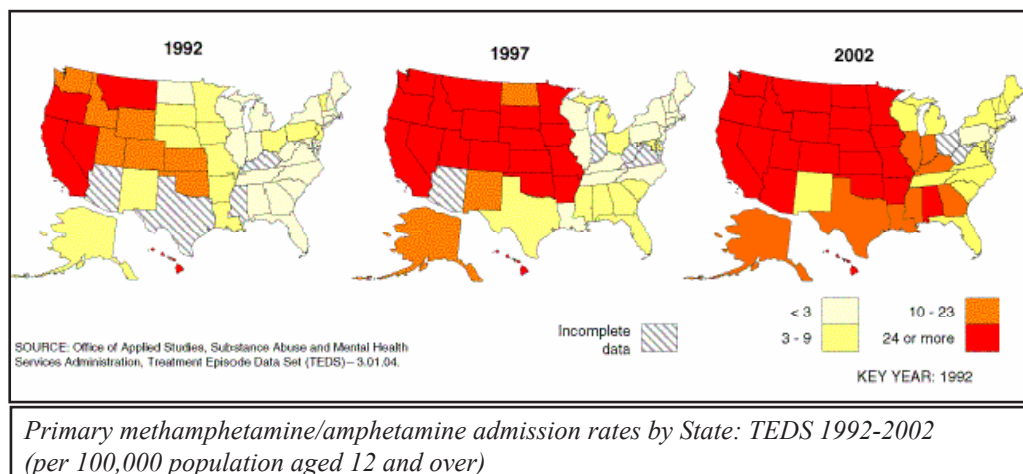 1992
1997
2002
Incomplete
data
< 3
3 - 9
10 - 23
24 or more
SOURCE: Office of Applied Studies, Substance Abuse and Mental Health
Services Administration, Treatment Episode Data Set (TEDS) – 3.01.04.
KEY YEAR: 1992
Primary methamphetamine/amphetamine admission rates by State: TEDS 1992-2002
(per 100,000 population aged 12 and over)